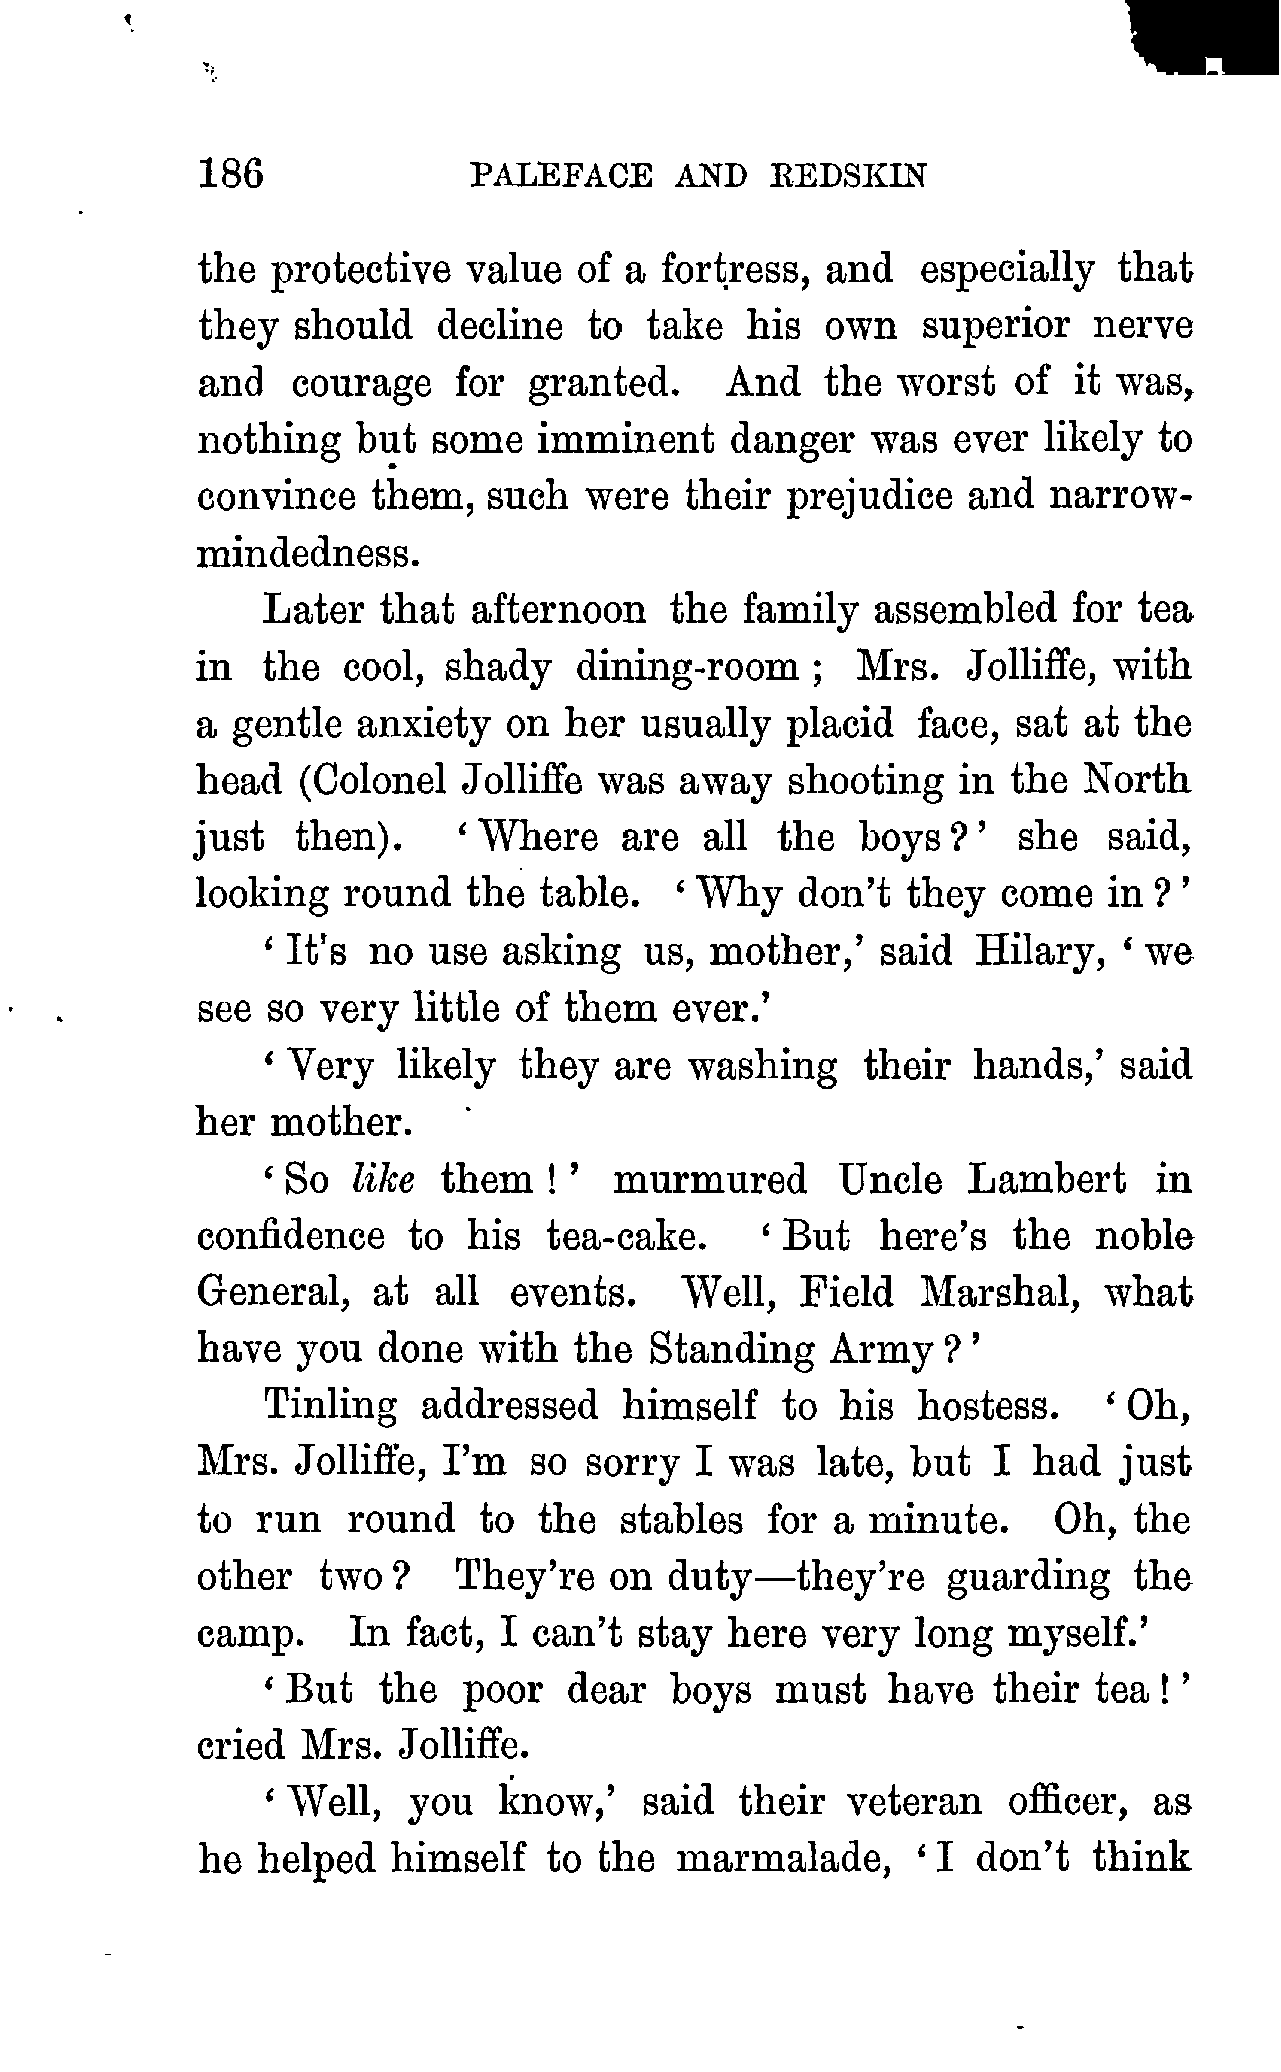 186 PALEFACE AND REDSKIN
the protective value of a fortress, and especially that
they should decline to take his own superior nerve
and courage for granted. And the worst of it was,
nothing but some imminent danger was ever likely to
convince them, such were their prejudice and narrow-
mindedness.
Later that afternoon the family assembled for tea
in the cool, shady dining-room ; Mrs. Jolliffe, with
a gentle anxiety on her usually placid face, sat at the
head (Colonel Jolliffe was away shooting in the North
just then). ‘ Where are all the boys ? ’ she said,
looking round the table. ‘ Why don’t they come in ? ’
‘ It’s no use asking us, mother,’ said Hilary, ‘ we
see so very little of them ever.’
‘ Very likely they are washing their hands,’ said
her mother.
‘ So like them ! ’ murmured Uncle Lambert in
confidence to his tea-cake. ‘ But here’s the noble
General, at all events. Well, Field Marshal, what
have you done with the Standing Army ? ’
Tinling addressed himself to his hostess. ‘ Oh,
Mrs. Jolliffe, I’m so sorry I was late, but I had just
to run round to the stables for a minute. Oh, the
other two ? They’re on duty—they’re guarding the
camp. In fact, I can’t stay here very long myself.’
‘ But the poor dear boys must have their tea ! ’
cried Mrs. Jolliffe.
‘ Well, you know,’ said their veteran officer, as
he helped himself to the marmalade, ‘ I don’t think